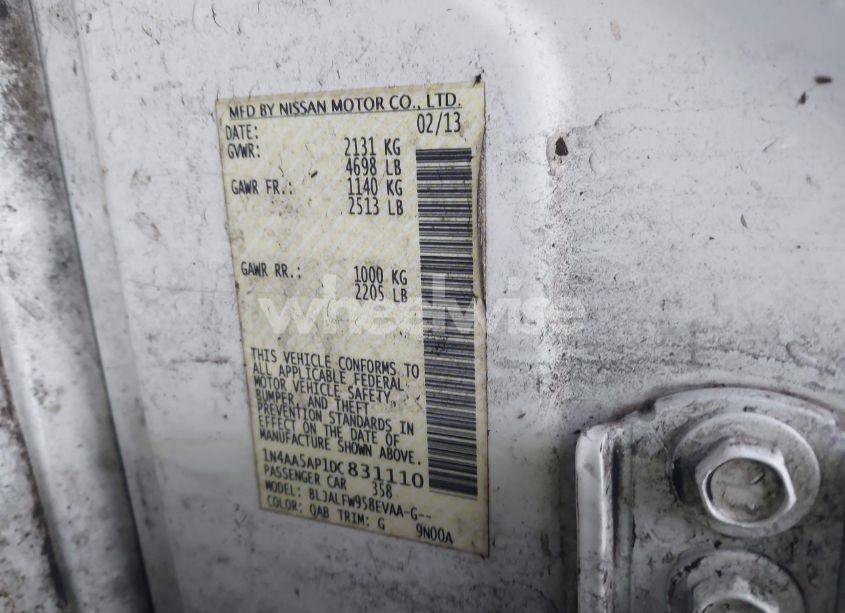 MFD BY NISSAN MOTOR CO., LTD.
DATE: 02/13
GVWR: 2131 KG
4698 LB
GAWR FR.: 1140 KG
2513 LB
GAWR RR.: 1000 KG
2205 LB
wheelwise
THIS VEHICLE CONFORMS TO
ALL APPLICABLE FEDERAL
MOTOR VEHICLE SAFETY,
BUMPER, AND THEFT
PREVENTION STANDARDS IN
EFFECT ON THE DATE OF
MANUFACTURE SHOWN ABOVE.
1N4AA5AP1DC831110
PASSENGER CAR 358
MODEL: BLJALFW958EVAA-G--
COLOR: QAB TRIM: G 9N00A